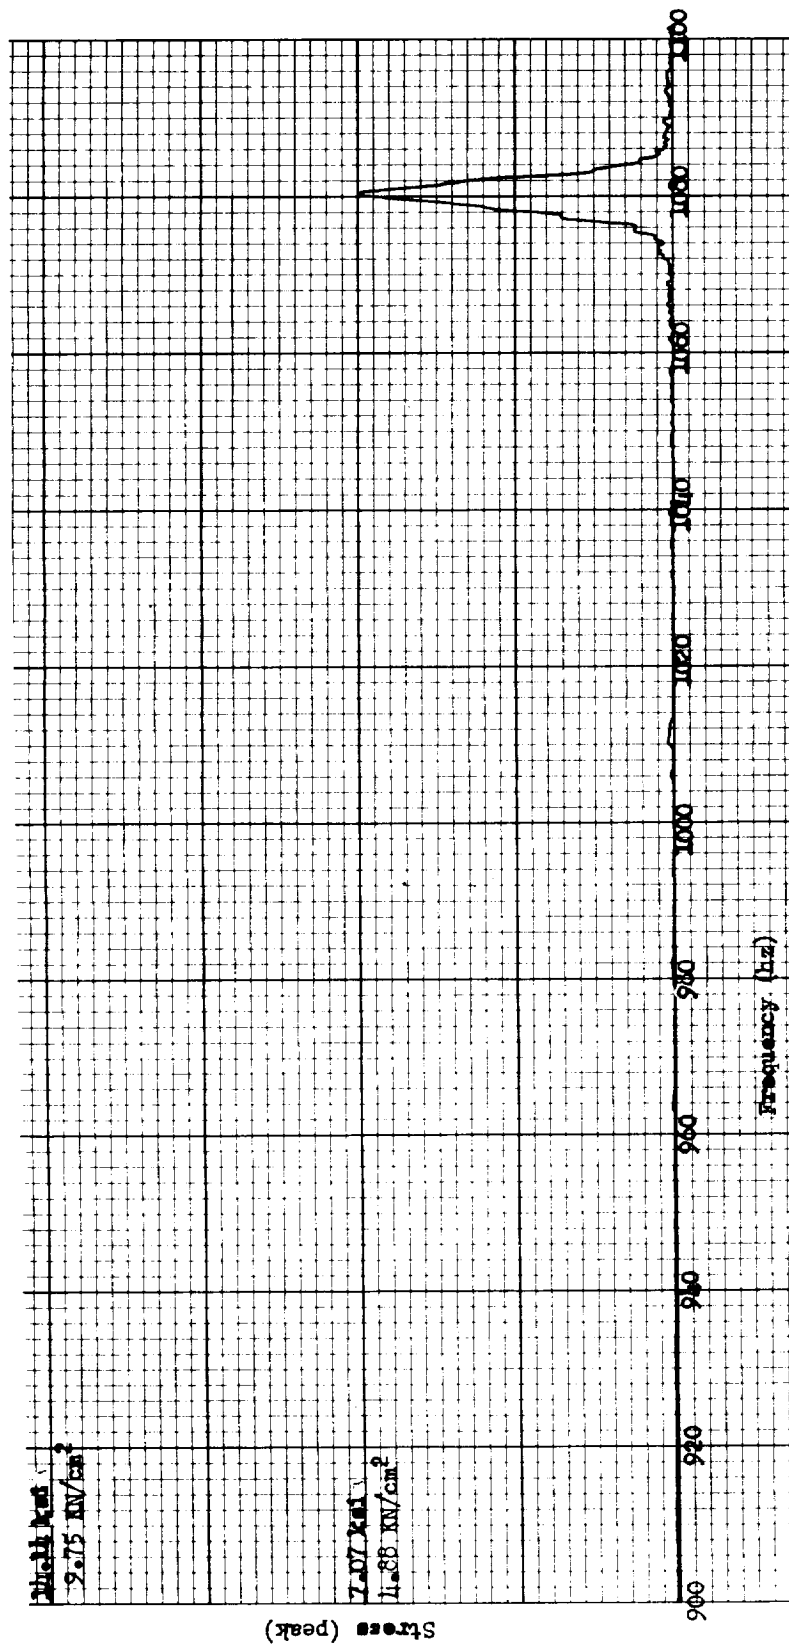 14.14 ksi
9.75 KN/cm²
7.07 ksi
4.88 KN/cm²
Stress (peak)
900
920
940
960
980
1000
1020
1040
1060
1080
1100
Frequency (hz)